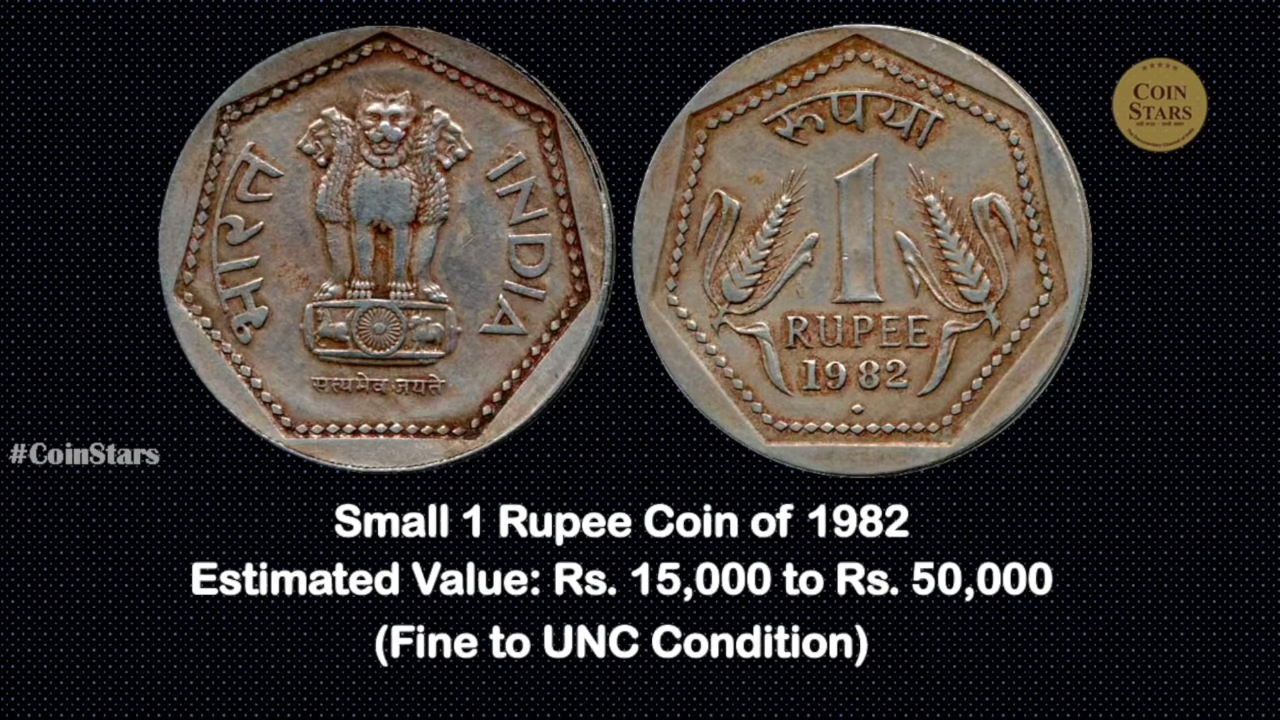 भारत
INDIA
सत्यमेव जयते
रूपया
1
RUPEE
1982
COIN
STARS
#CoinStars
Small 1 Rupee Coin of 1982
Estimated Value: Rs. 15,000 to Rs. 50,000
(Fine to UNC Condition)